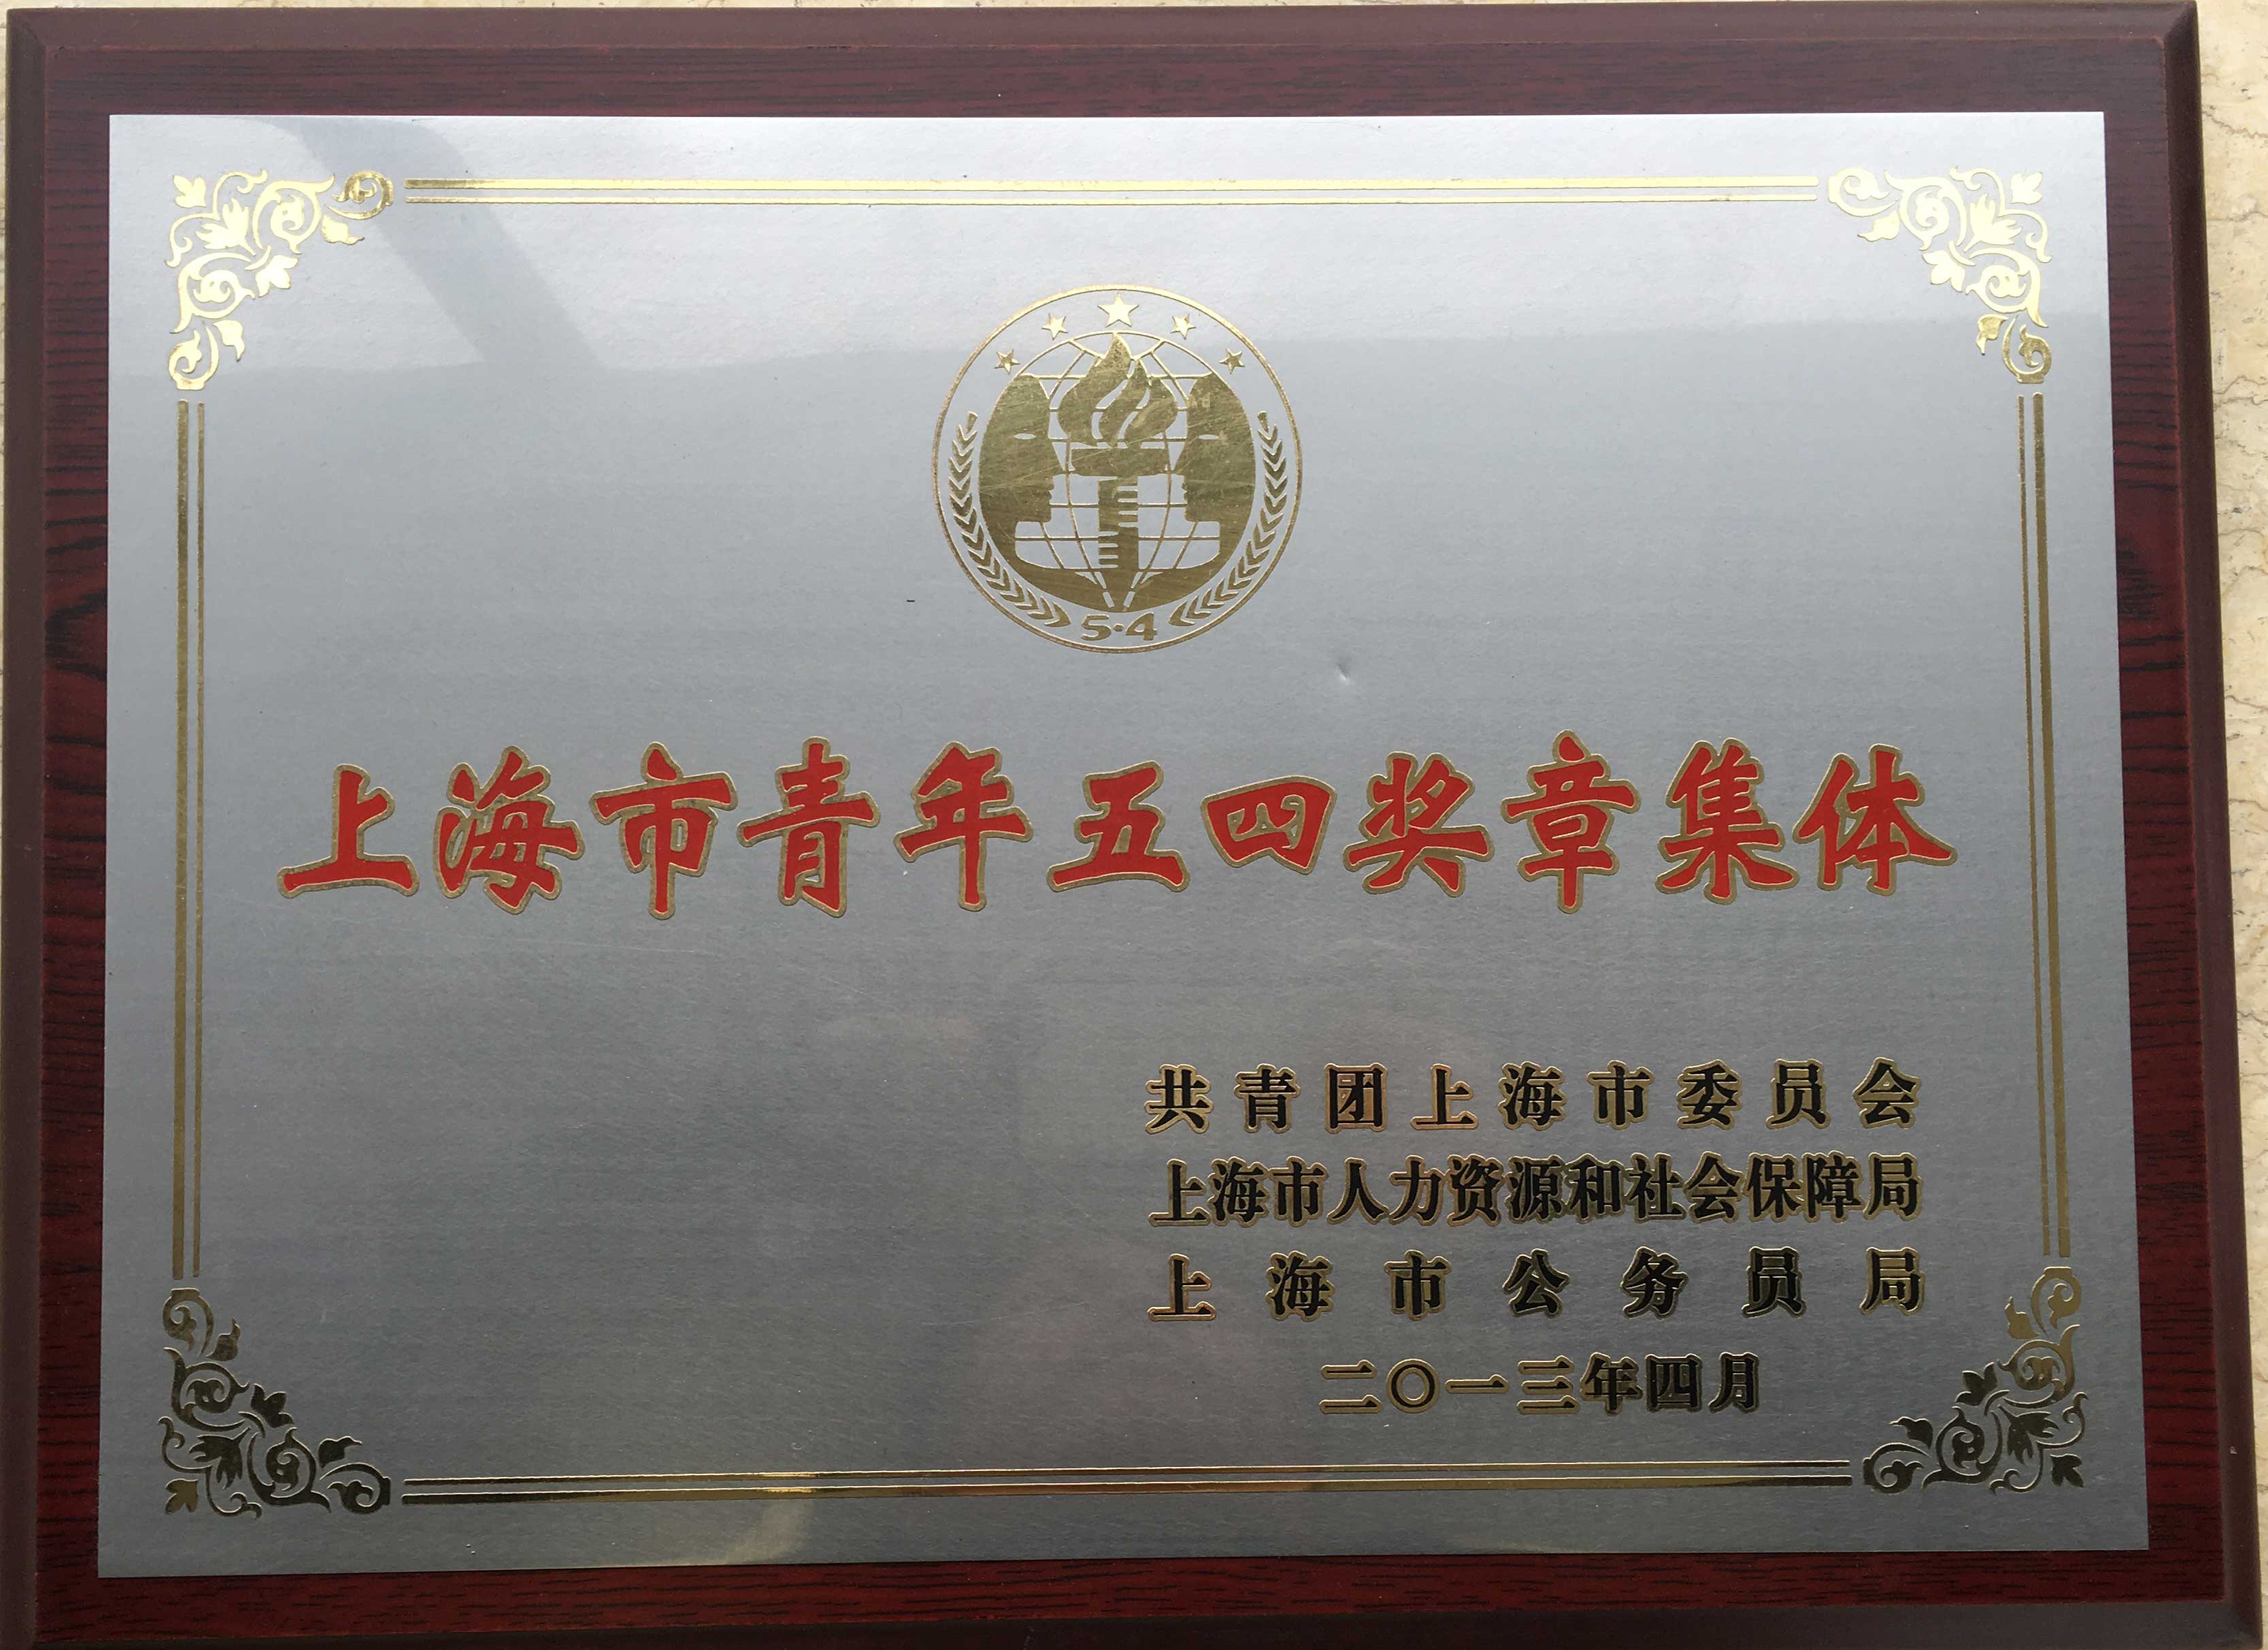 5·4
上海市青年五四奖章集体
共青团上海市委员会
上海市人力资源和社会保障局
上海市公务员局
二〇一三年四月